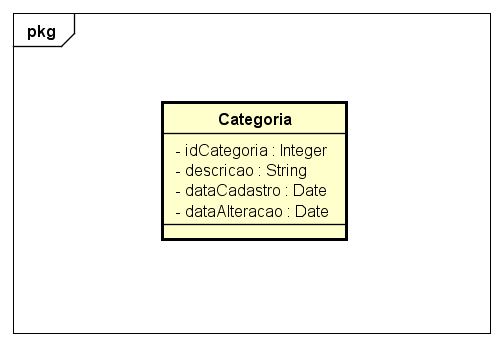 pkg
Categoria
- idCategoria : Integer
- descricao : String
- dataCadastro : Date
- dataAlteracao : Date